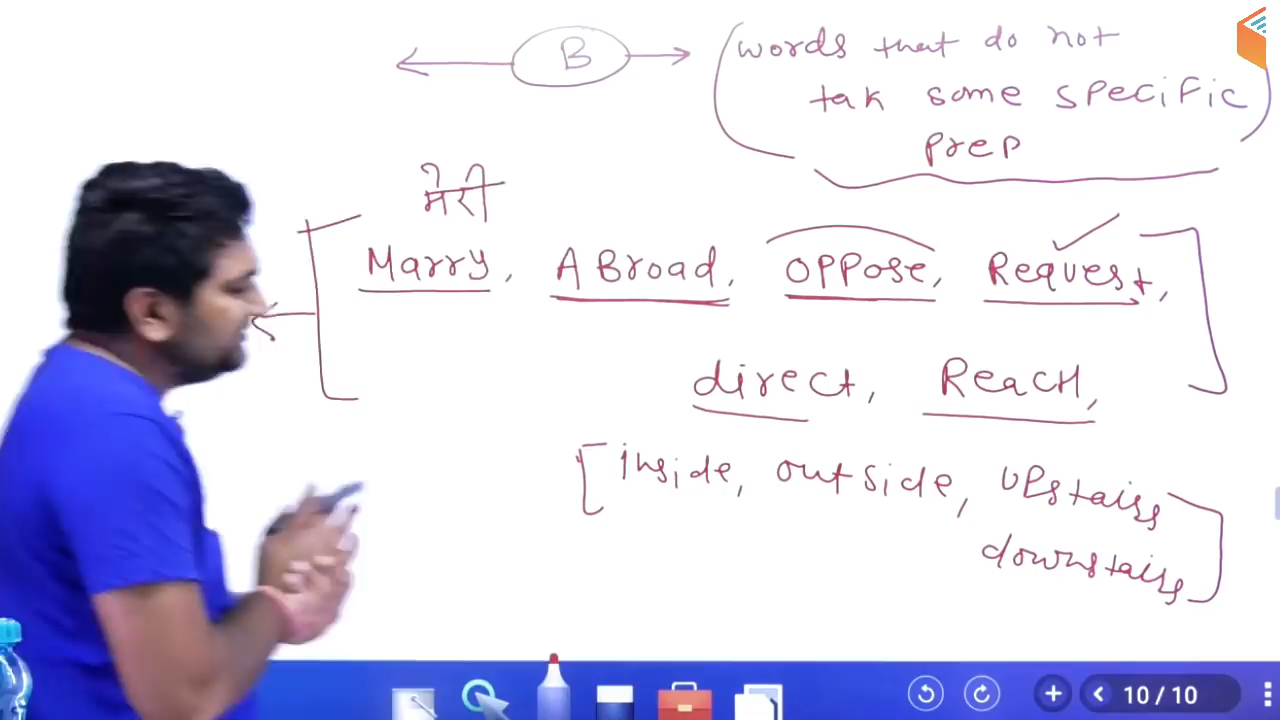 B
(words that do not
tak some specific
prep
मेरी
Marry, ABroad, OPPose, Request,
direct, ReacH,
[inside, outside, upstairs
downstairs]
10 / 10